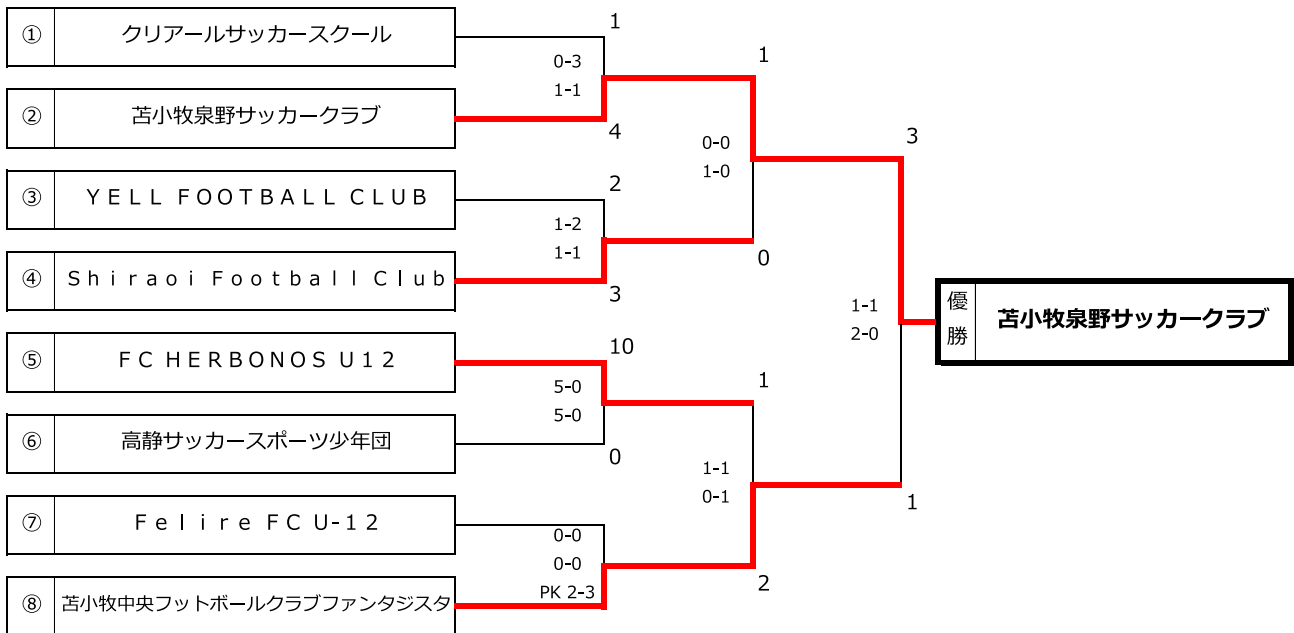 ① クリアールサッカースクール
1
0-3
1-1
② 苫小牧泉野サッカークラブ
4
1
0-0
1-0
③ ＹＥＬＬ ＦＯＯＴＢＡＬＬ ＣＬＵＢ
2
1-2
1-1
④ Ｓｈｉｒａｏｉ Ｆｏｏｔｂａｌｌ Ｃｌｕｂ
3
0
3
1-1
2-0
優勝 苫小牧泉野サッカークラブ
⑤ ＦＣ ＨＥＲＢＯＮＯＳ Ｕ１２
10
5-0
5-0
⑥ 高静サッカースポーツ少年団
0
1
1-1
0-1
⑦ Ｆｅｌｉｒｅ ＦＣ Ｕ-１２
0-0
0-0
PK 2-3
⑧ 苫小牧中央フットボールクラブファンタジスタ
2
1